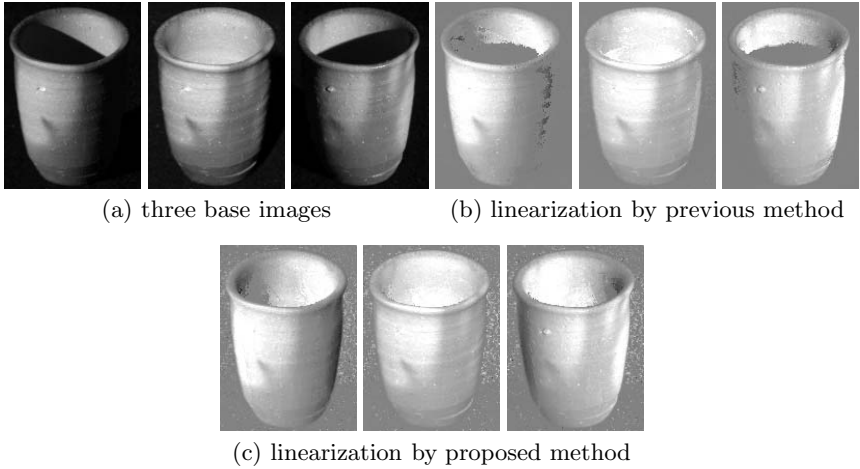 (a) three base images
(b) linearization by previous method
(c) linearization by proposed method